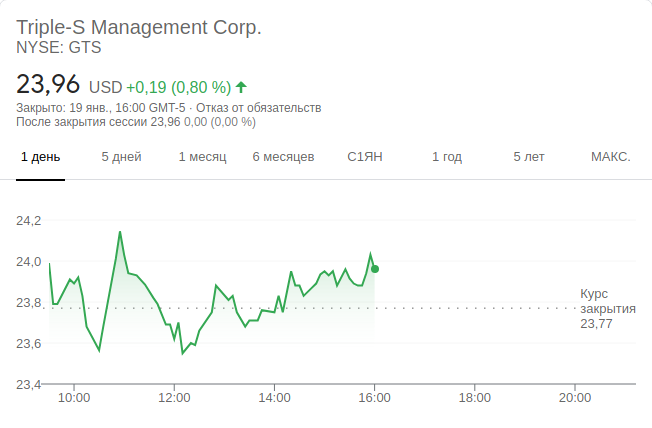 Triple-S Management Corp.
NYSE: GTS
23,96 USD +0,19 (0,80 %)
Закрыто: 19 янв., 16:00 GMT-5 · Отказ от обязательств
После закрытия сессии 23,96 0,00 (0,00 %)
1 день 5 дней 1 месяц 6 месяцев С1ЯН 1 год 5 лет МАКС.
24,2
24,0
23,8
23,6
23,4
Курс
закрытия
23,77
10:00 12:00 14:00 16:00 18:00 20:00